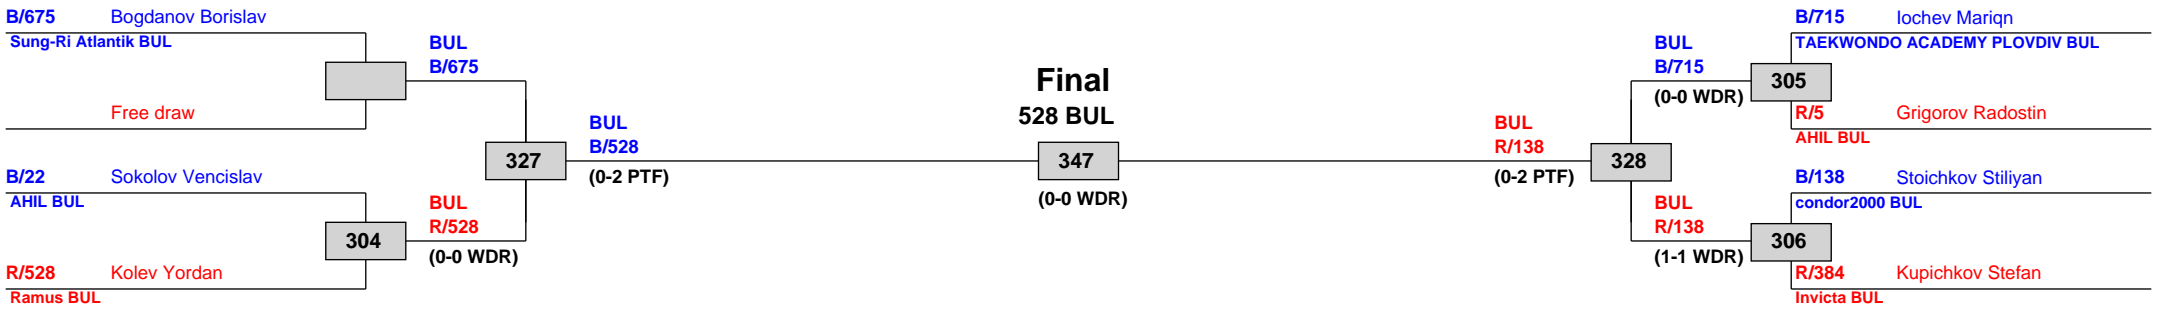 B/675 Bogdanov Borislav
Sung-Ri Atlantik BUL
Free draw
B/22 Sokolov Vencislav
AHIL BUL
R/528 Kolev Yordan
Ramus BUL
304
BUL
B/675
BUL
R/528
(0-0 WDR)
327
BUL
B/528
(0-2 PTF)
Final
528 BUL
347
(0-0 WDR)
BUL
R/138
(0-2 PTF)
328
BUL
B/715
(0-0 WDR)
BUL
R/138
(1-1 WDR)
305
306
B/715 Iochev Mariqn
TAEKWONDO ACADEMY PLOVDIV BUL
R/5 Grigorov Radostin
AHIL BUL
B/138 Stoichkov Stiliyan
condor2000 BUL
R/384 Kupichkov Stefan
Invicta BUL